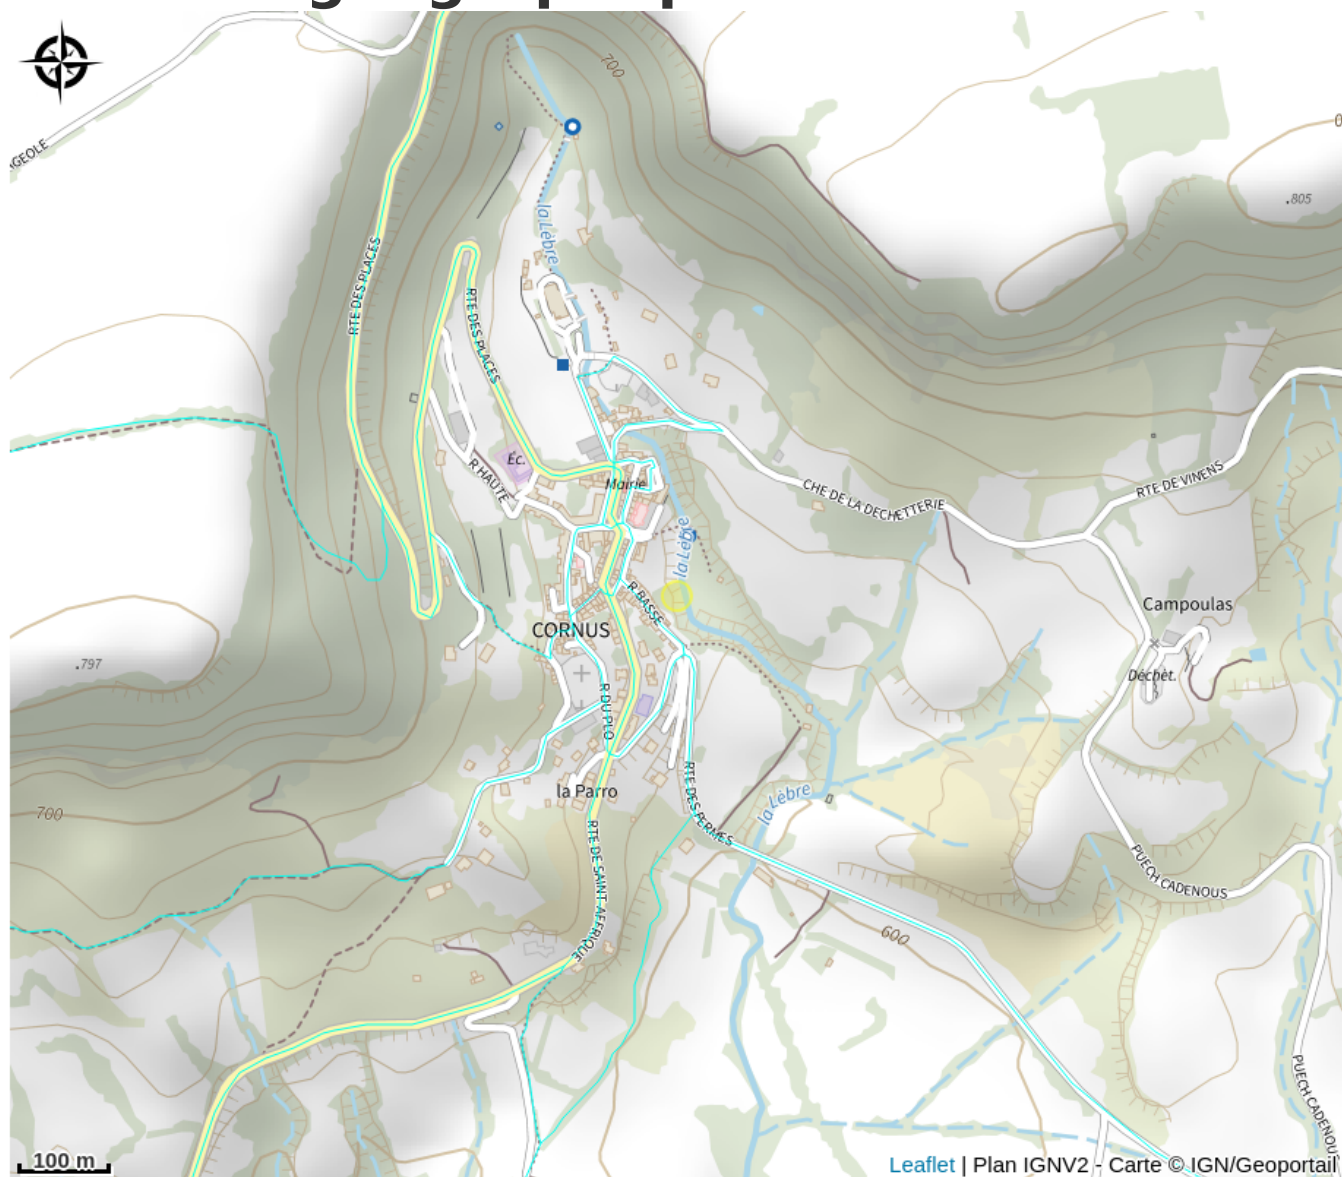 700
la Lèbre
RTE DES PLACES
RTE DES PLACES
.805
Éc.
R HAUTE
Mairie
CHE DE LA DECHETTERIE
RTE DE VINENS
la Lèbre
R BASSE
CORNUS
Campoulas
.797
Déchèt.
R DU PLO
la Parro
RTE DES FERMES
la Lèbre
700
RTE DE SAINT-AFFRIQUE
PUECH CADENOUS
600
PUECH CADENOUS
100 m
Leaflet | Plan IGNV2 - Carte © IGN/Geoportail